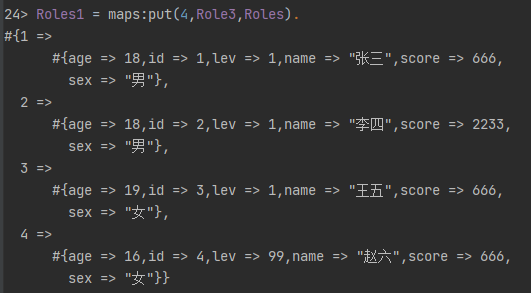 24> Roles1 = maps:put(4,Role3,Roles).
#{1 =>
      #{age => 18,id => 1,lev => 1,name => "张三",score => 666,
        sex => "男"},
  2 =>
      #{age => 18,id => 2,lev => 1,name => "李四",score => 2233,
        sex => "男"},
  3 =>
      #{age => 19,id => 3,lev => 1,name => "王五",score => 666,
        sex => "女"},
  4 =>
      #{age => 16,id => 4,lev => 99,name => "赵六",score => 666,
        sex => "女"}}